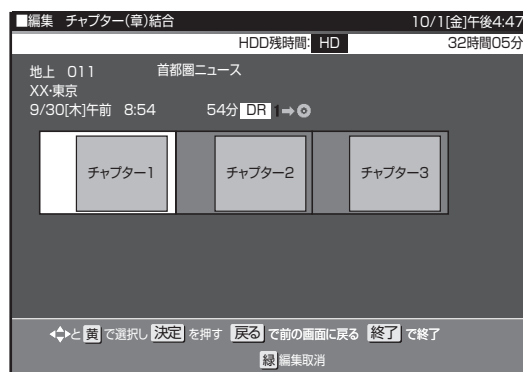 ■編集 チャプター(章)結合 10/1[金]午後4:47
HDD残時間: HD 32時間05分
地上 011 首都圏ニュース
XX・東京
9/30[木]午前 8:54 54分 DR 1➡
チャプター1 チャプター2 チャプター3
と 黄 で選択し 決定 を押す 戻る で前の画面に戻る 終了 で終了
緑 編集取消